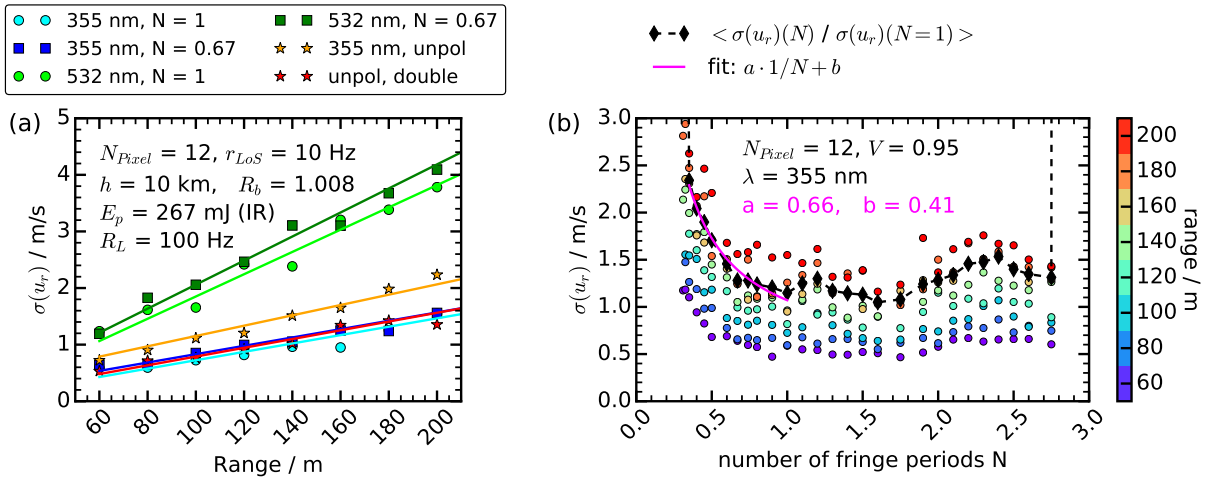 355 nm, N = 1
355 nm, N = 0.67
532 nm, N = 1
532 nm, N = 0.67
355 nm, unpol
unpol, double
< σ(u_r)(N) / σ(u_r)(N=1) >
fit: a · 1/N + b
(a)
N_Pixel = 12, r_LoS = 10 Hz
h = 10 km, R_b = 1.008
E_p = 267 mJ (IR)
R_L = 100 Hz
σ(u_r) / m/s
5
4
3
2
1
0
60 80 100 120 140 160 180 200
Range / m
(b)
N_Pixel = 12, V = 0.95
λ = 355 nm
a = 0.66, b = 0.41
σ(u_r) / m/s
3.0
2.5
2.0
1.5
1.0
0.5
0.0
0.0 0.5 1.0 1.5 2.0 2.5 3.0
number of fringe periods N
200
180
160
140
120
100
80
60
range / m